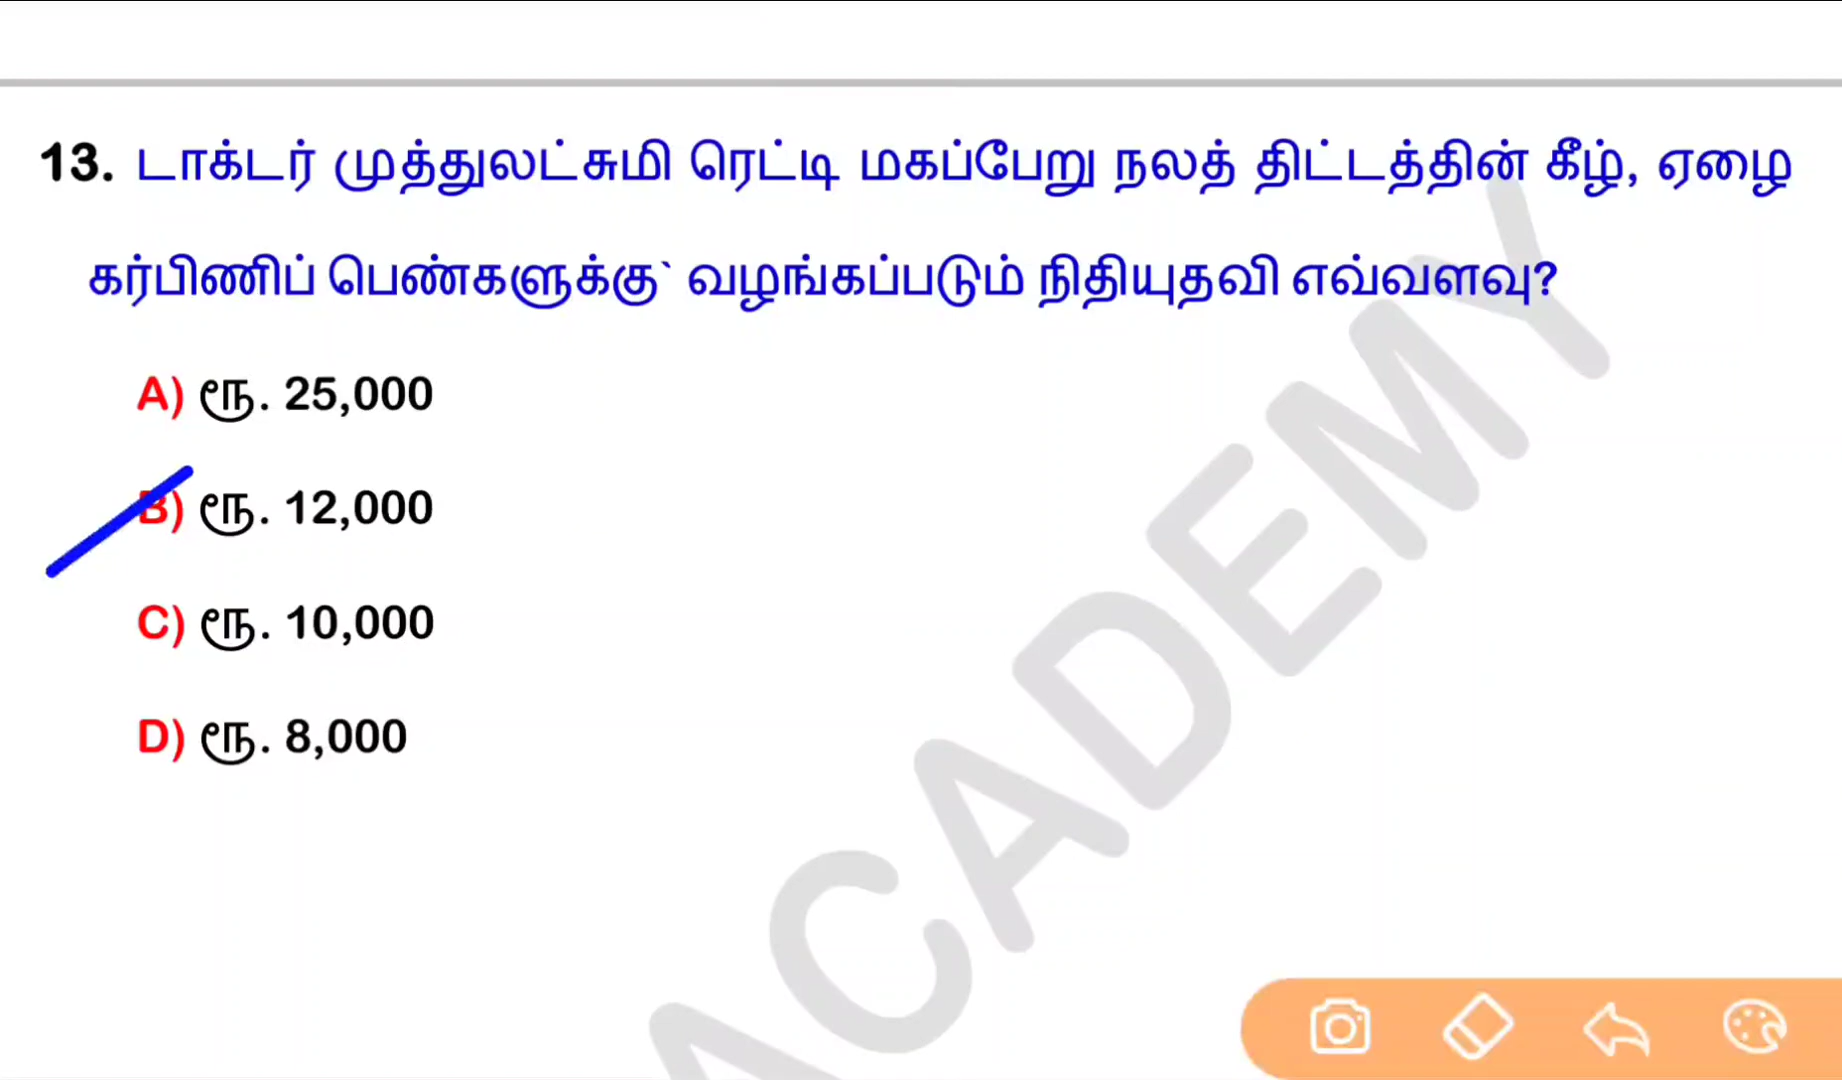 13. டாக்டர் முத்துலட்சுமி ரெட்டி மகப்பேறு நலத் திட்டத்தின் கீழ், ஏழை
கர்பிணிப் பெண்களுக்கு` வழங்கப்படும் நிதியுதவி எவ்வளவு?
A) ரூ. 25,000
B) ரூ. 12,000
C) ரூ. 10,000
D) ரூ. 8,000
ACADEMY